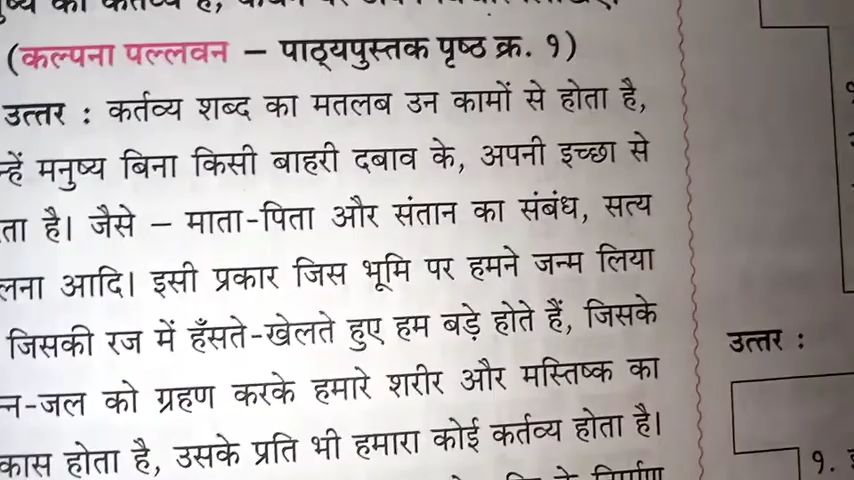 (कल्पना पल्लवन – पाठ्यपुस्तक पृष्ठ क्र. १)
उत्तर : कर्तव्य शब्द का मतलब उन कामों से होता है,
मनुष्य बिना किसी बाहरी दबाव के, अपनी इच्छा से
ता है। जैसे – माता-पिता और संतान का संबंध, सत्य
लना आदि। इसी प्रकार जिस भूमि पर हमने जन्म लिया
जिसकी रज में हँसते-खेलते हुए हम बड़े होते हैं, जिसके
न-जल को ग्रहण करके हमारे शरीर और मस्तिष्क का
कास होता है, उसके प्रति भी हमारा कोई कर्तव्य होता है।
उत्तर :
१.